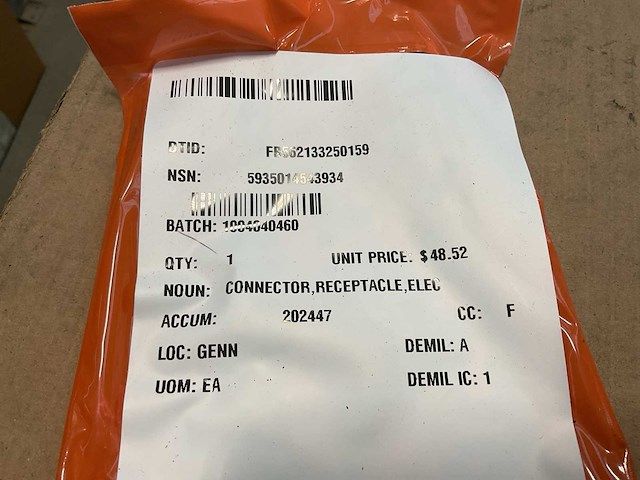 DTID:
NSN:
BATCH:
QTY: 1 UNIT PRICE: $48.52
NOUN: CONNECTOR,RECEPTACLE,ELEC
ACCUM: 202447 CC: F
LOC: GENN DEMIL: A
UOM: EA DEMIL IC: 1